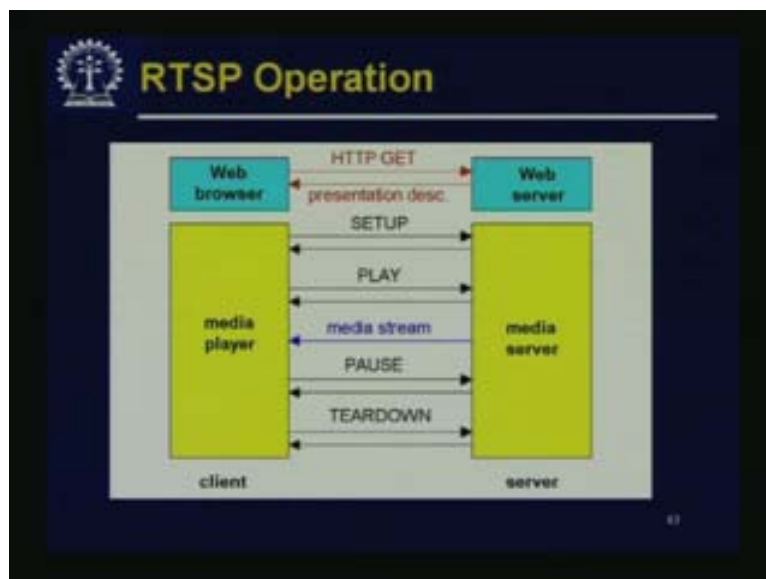 RTSP Operation
HTTP GET
Web browser
Web server
presentation desc.
SETUP
PLAY
media player
media stream
media server
PAUSE
TEARDOWN
client
server